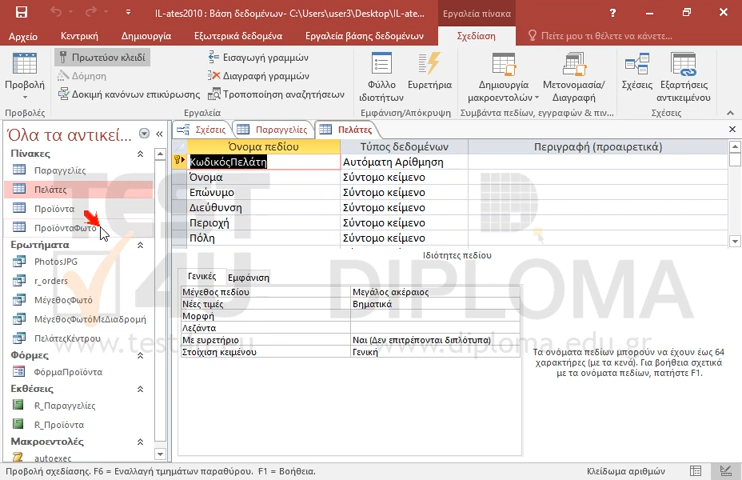 IL-ates2010 : Βάση δεδομένων- C:\Users\user3\Desktop\IL-ate...
Εργαλεία πίνακα
Αρχείο
Κεντρική
Δημιουργία
Εξωτερικά δεδομένα
Εργαλεία βάσης δεδομένων
Σχεδίαση
Πείτε μου τι θέλετε να κάνετε...
Προβολή
Πρωτεύον κλειδί
Δόμηση
Δοκιμή κανόνων επικύρωσης
Εισαγωγή γραμμών
Διαγραφή γραμμών
Τροποποίηση αναζητήσεων
Φύλλο ιδιοτήτων
Ευρετήρια
Δημιουργία μακροεντολών
Μετονομασία/Διαγραφή
Σχέσεις
Εξαρτήσεις αντικειμένου
Προβολές
Εργαλεία
Εμφάνιση/Απόκρυψη
Συμβάντα πεδίων, εγγραφών & πιν...
Σχέσεις
Όλα τα αντικεί...
Σχέσεις
Παραγγελίες
Πελάτες
Πίνακες
Παραγγελίες
Πελάτες
Προϊόντα
ΠροϊόνταΦωτο
Ερωτήματα
PhotosJPG
r_orders
ΜέγεθοςΦωτό
ΜέγεθοςΦωτόΜεΔιαδρομή
ΠελάτεςΚέντρου
Φόρμες
ΦόρμαΠροϊόντα
Εκθέσεις
R_Παραγγελίες
R_Προϊόντα
Μακροεντολές
autoexec
Όνομα πεδίου
Τύπος δεδομένων
Περιγραφή (προαιρετικά)
ΚωδικόςΠελάτη
Αυτόματη Αρίθμηση
Όνομα
Σύντομο κείμενο
Επώνυμο
Σύντομο κείμενο
Διεύθυνση
Σύντομο κείμενο
Περιοχή
Σύντομο κείμενο
Πόλη
Σύντομο κείμενο
Ιδιότητες πεδίου
Γενικές
Εμφάνιση
Μέγεθος πεδίου
Μεγάλος ακέραιος
Νέες τιμές
Βηματικά
Μορφή
Λεζάντα
Με ευρετήριο
Ναι (Δεν επιτρέπονται διπλότυπα)
Στοίχιση κειμένου
Γενική
Τα ονόματα πεδίων μπορούν να έχουν έως 64
χαρακτήρες (με τα κενά). Για βοήθεια σχετικά
με τα ονόματα πεδίων, πατήστε F1.
TEST
4U
DIPLOMA
www.diploma.edu.gr
Προβολή σχεδίασης. F6 = Εναλλαγή τμημάτων παραθύρου. F1 = Βοήθεια.
Κλείδωμα αριθμών